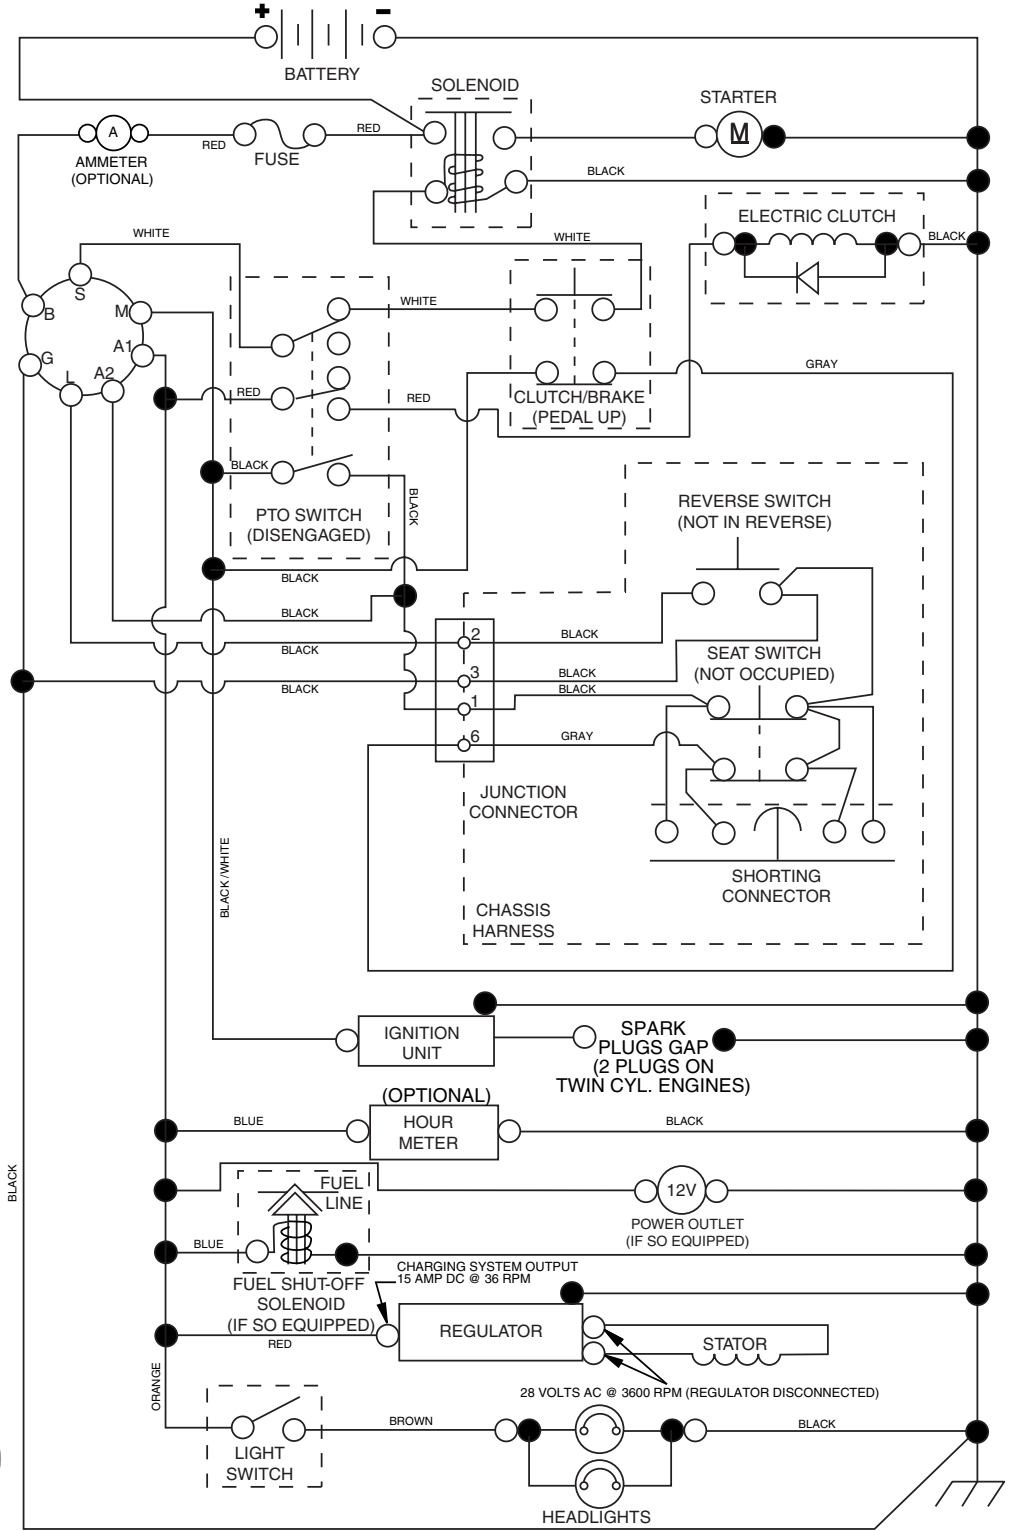 + -
BATTERY
SOLENOID
STARTER
A
M
RED
FUSE
RED
AMMETER
(OPTIONAL)
BLACK
ELECTRIC CLUTCH
BLACK
WHITE
WHITE
S
B
M
WHITE
G
A1
L
A2
GRAY
RED
RED
CLUTCH/BRAKE
(PEDAL UP)
BLACK
BLACK
PTO SWITCH
(DISENGAGED)
REVERSE SWITCH
(NOT IN REVERSE)
BLACK
BLACK
BLACK
2
BLACK
SEAT SWITCH
(NOT OCCUPIED)
3
BLACK
BLACK
1
BLACK
6
GRAY
JUNCTION
CONNECTOR
BLACK/WHITE
SHORTING
CONNECTOR
CHASSIS
HARNESS
IGNITION
UNIT
SPARK
PLUGS GAP
(2 PLUGS ON
TWIN CYL. ENGINES)
(OPTIONAL)
HOUR
METER
BLUE
BLACK
BLACK
FUEL
LINE
12V
POWER OUTLET
(IF SO EQUIPPED)
BLUE
CHARGING SYSTEM OUTPUT
15 AMP DC @ 36 RPM
FUEL SHUT-OFF
SOLENOID
(IF SO EQUIPPED)
RED
REGULATOR
STATOR
28 VOLTS AC @ 3600 RPM (REGULATOR DISCONNECTED)
ORANGE
BROWN
BLACK
LIGHT
SWITCH
HEADLIGHTS